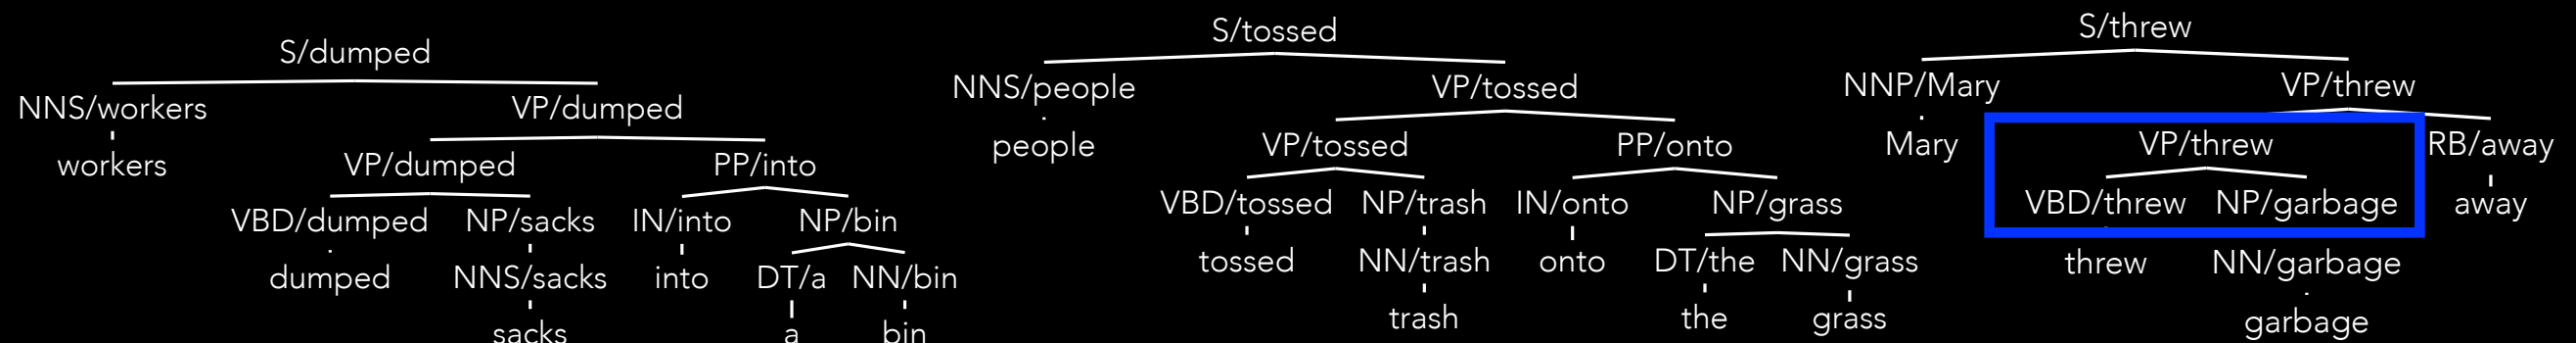 S/dumped
NNS/workers VP/dumped
workers VP/dumped PP/into
VBD/dumped NP/sacks IN/into NP/bin
dumped NNS/sacks into DT/a NN/bin
sacks a bin
S/tossed
NNS/people VP/tossed
people VP/tossed PP/onto
VBD/tossed NP/trash IN/onto NP/grass
tossed NN/trash onto DT/the NN/grass
trash the grass
S/threw
NNP/Mary VP/threw
Mary VP/threw RB/away
VBD/threw NP/garbage away
threw NN/garbage
garbage